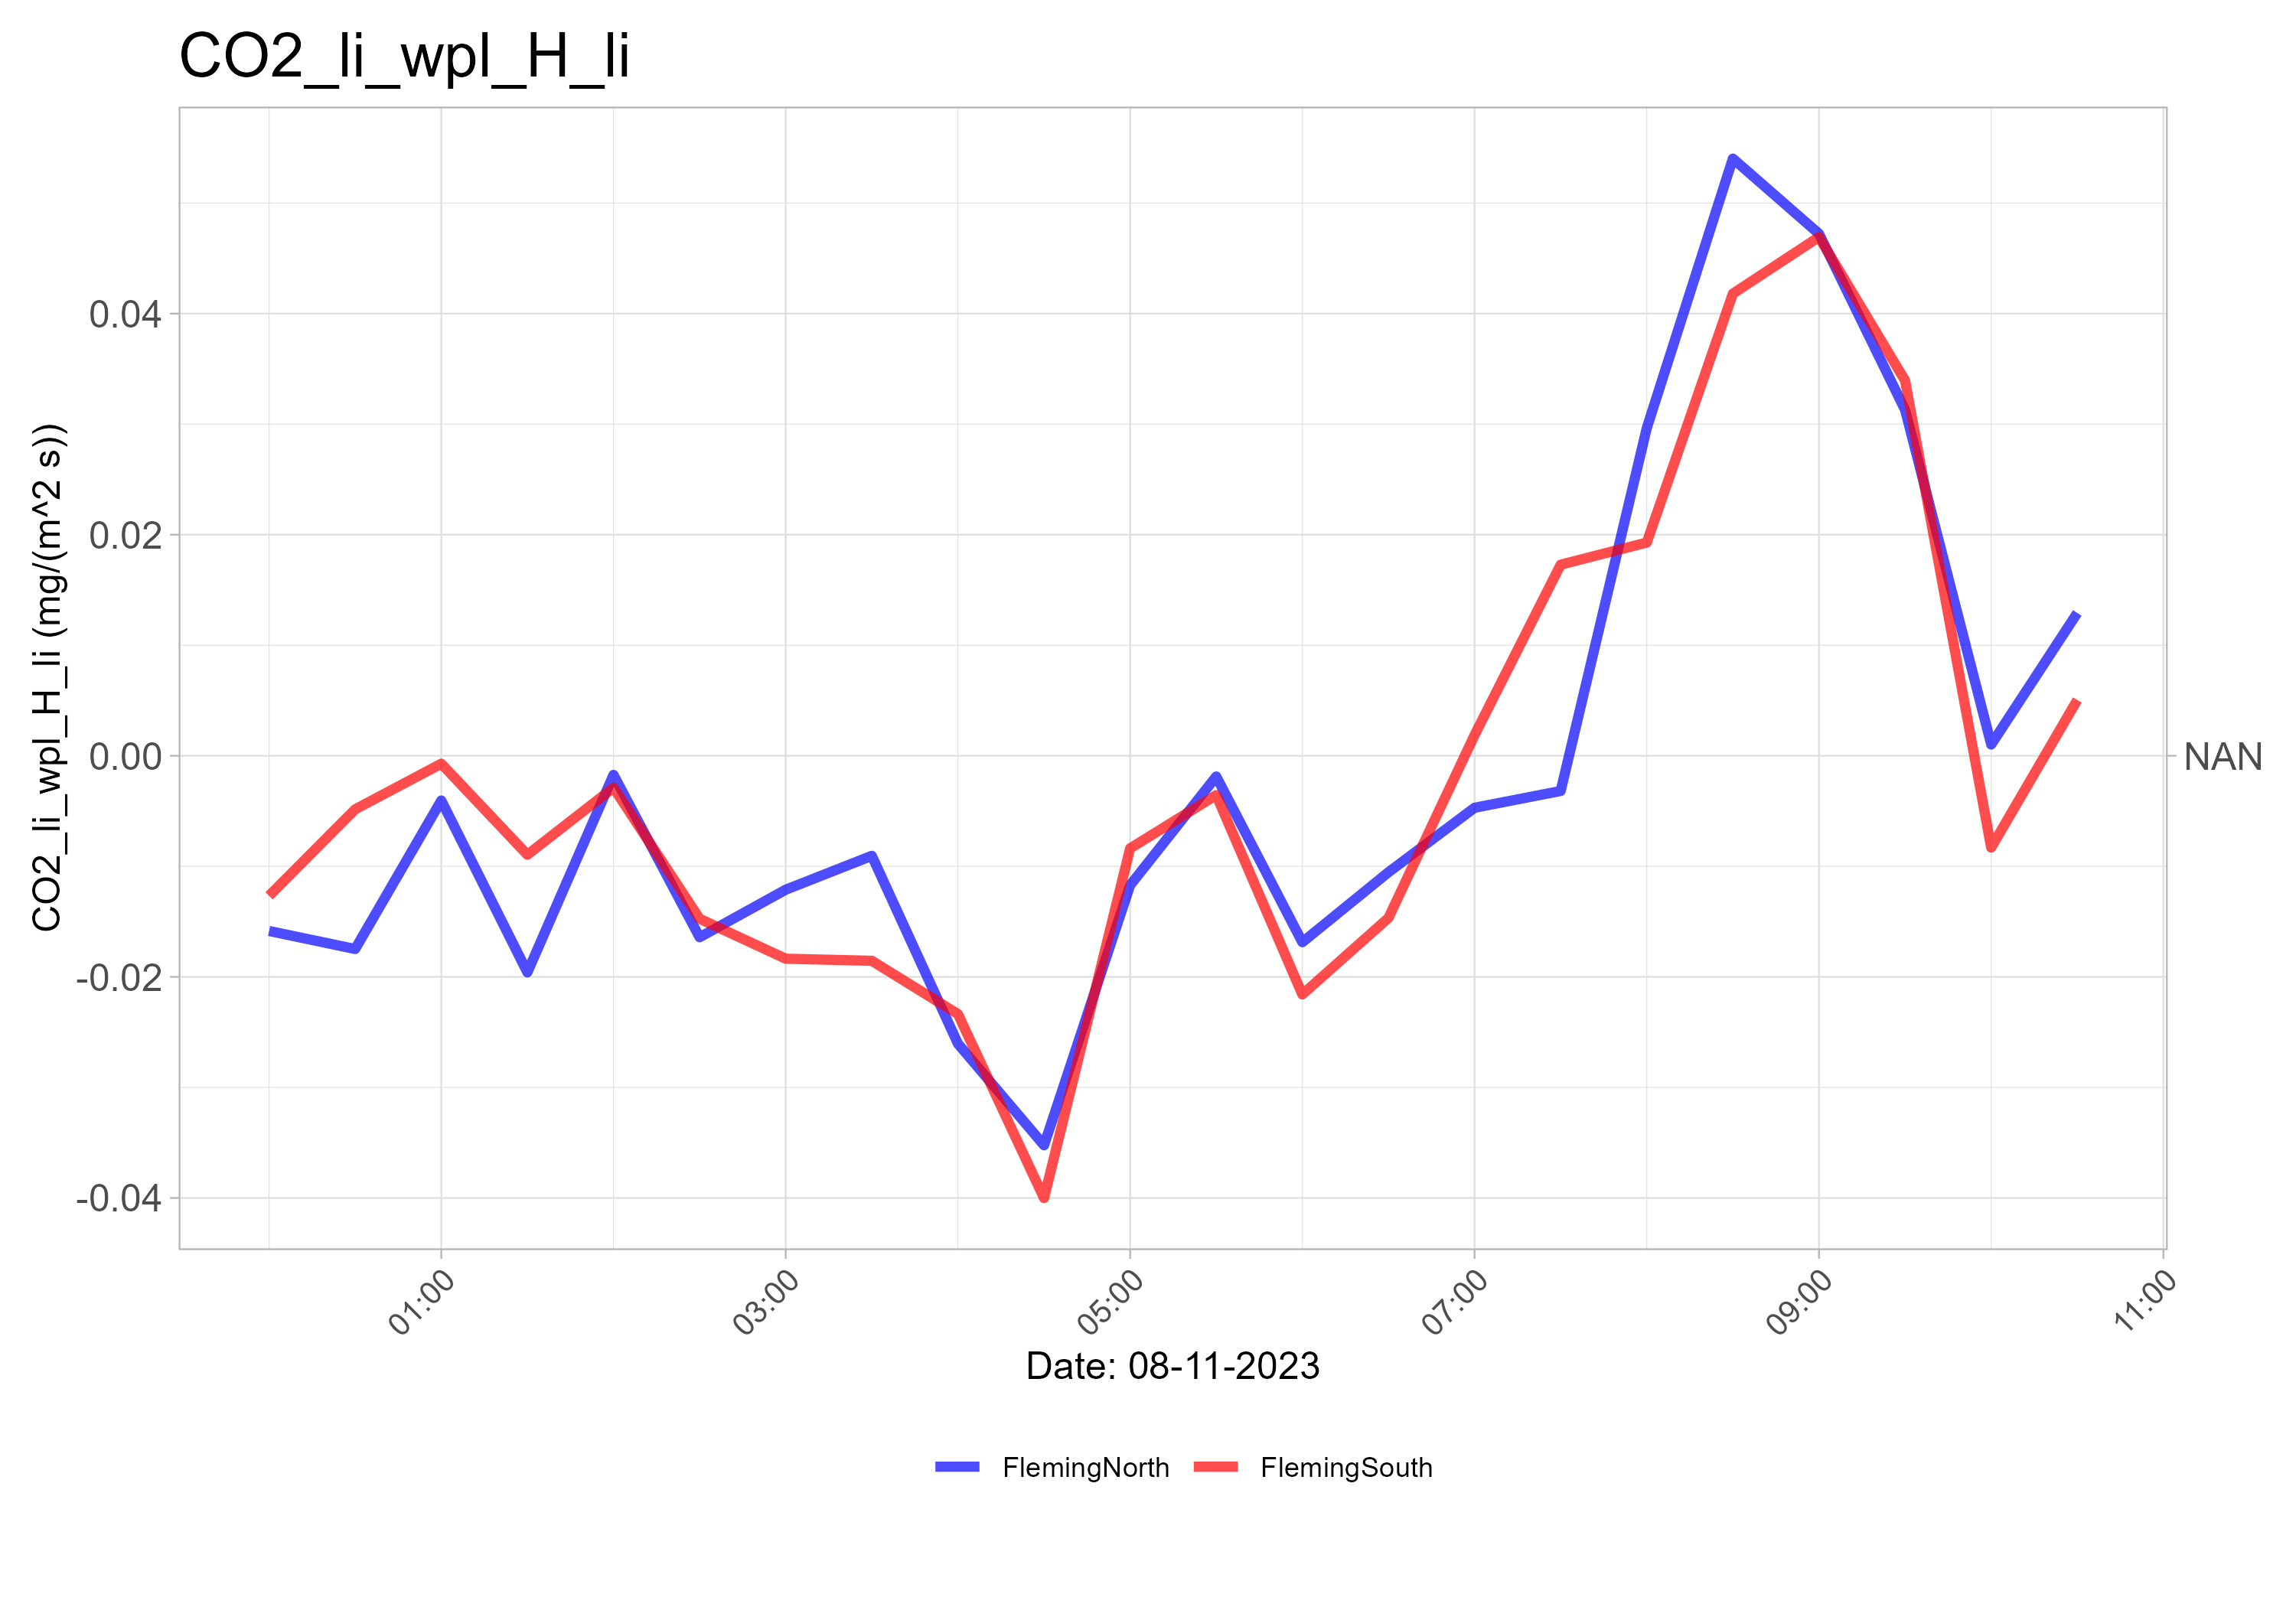 CO2_li_wpl_H_li
CO2_li_wpl_H_li (mg/(m^2 s))
0.04
0.02
0.00
-0.02
-0.04
NAN
01:00
03:00
05:00
07:00
09:00
11:00
Date: 08-11-2023
FlemingNorth
FlemingSouth